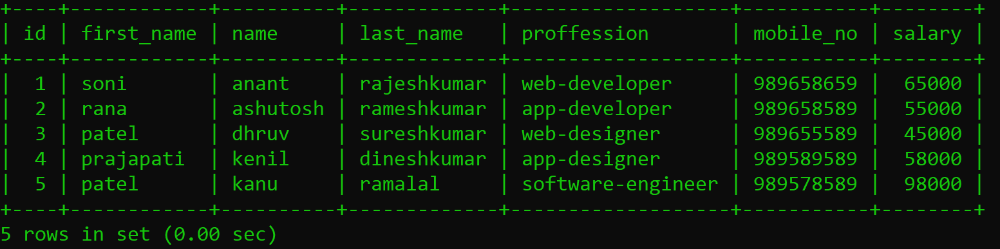 +----+------------+----------+-------------+-------------------+-----------+--------+
| id | first_name | name     | last_name   | proffession       | mobile_no | salary |
+----+------------+----------+-------------+-------------------+-----------+--------+
|  1 | soni       | anant    | rajeshkumar | web-developer     | 989658659 |  65000 |
|  2 | rana       | ashutosh | rameshkumar | app-developer     | 989658589 |  55000 |
|  3 | patel      | dhruv    | sureshkumar | web-designer      | 989655589 |  45000 |
|  4 | prajapati  | kenil    | dineshkumar | app-designer      | 989589589 |  58000 |
|  5 | patel      | kanu     | ramalal     | software-engineer | 989578589 |  98000 |
+----+------------+----------+-------------+-------------------+-----------+--------+
5 rows in set (0.00 sec)